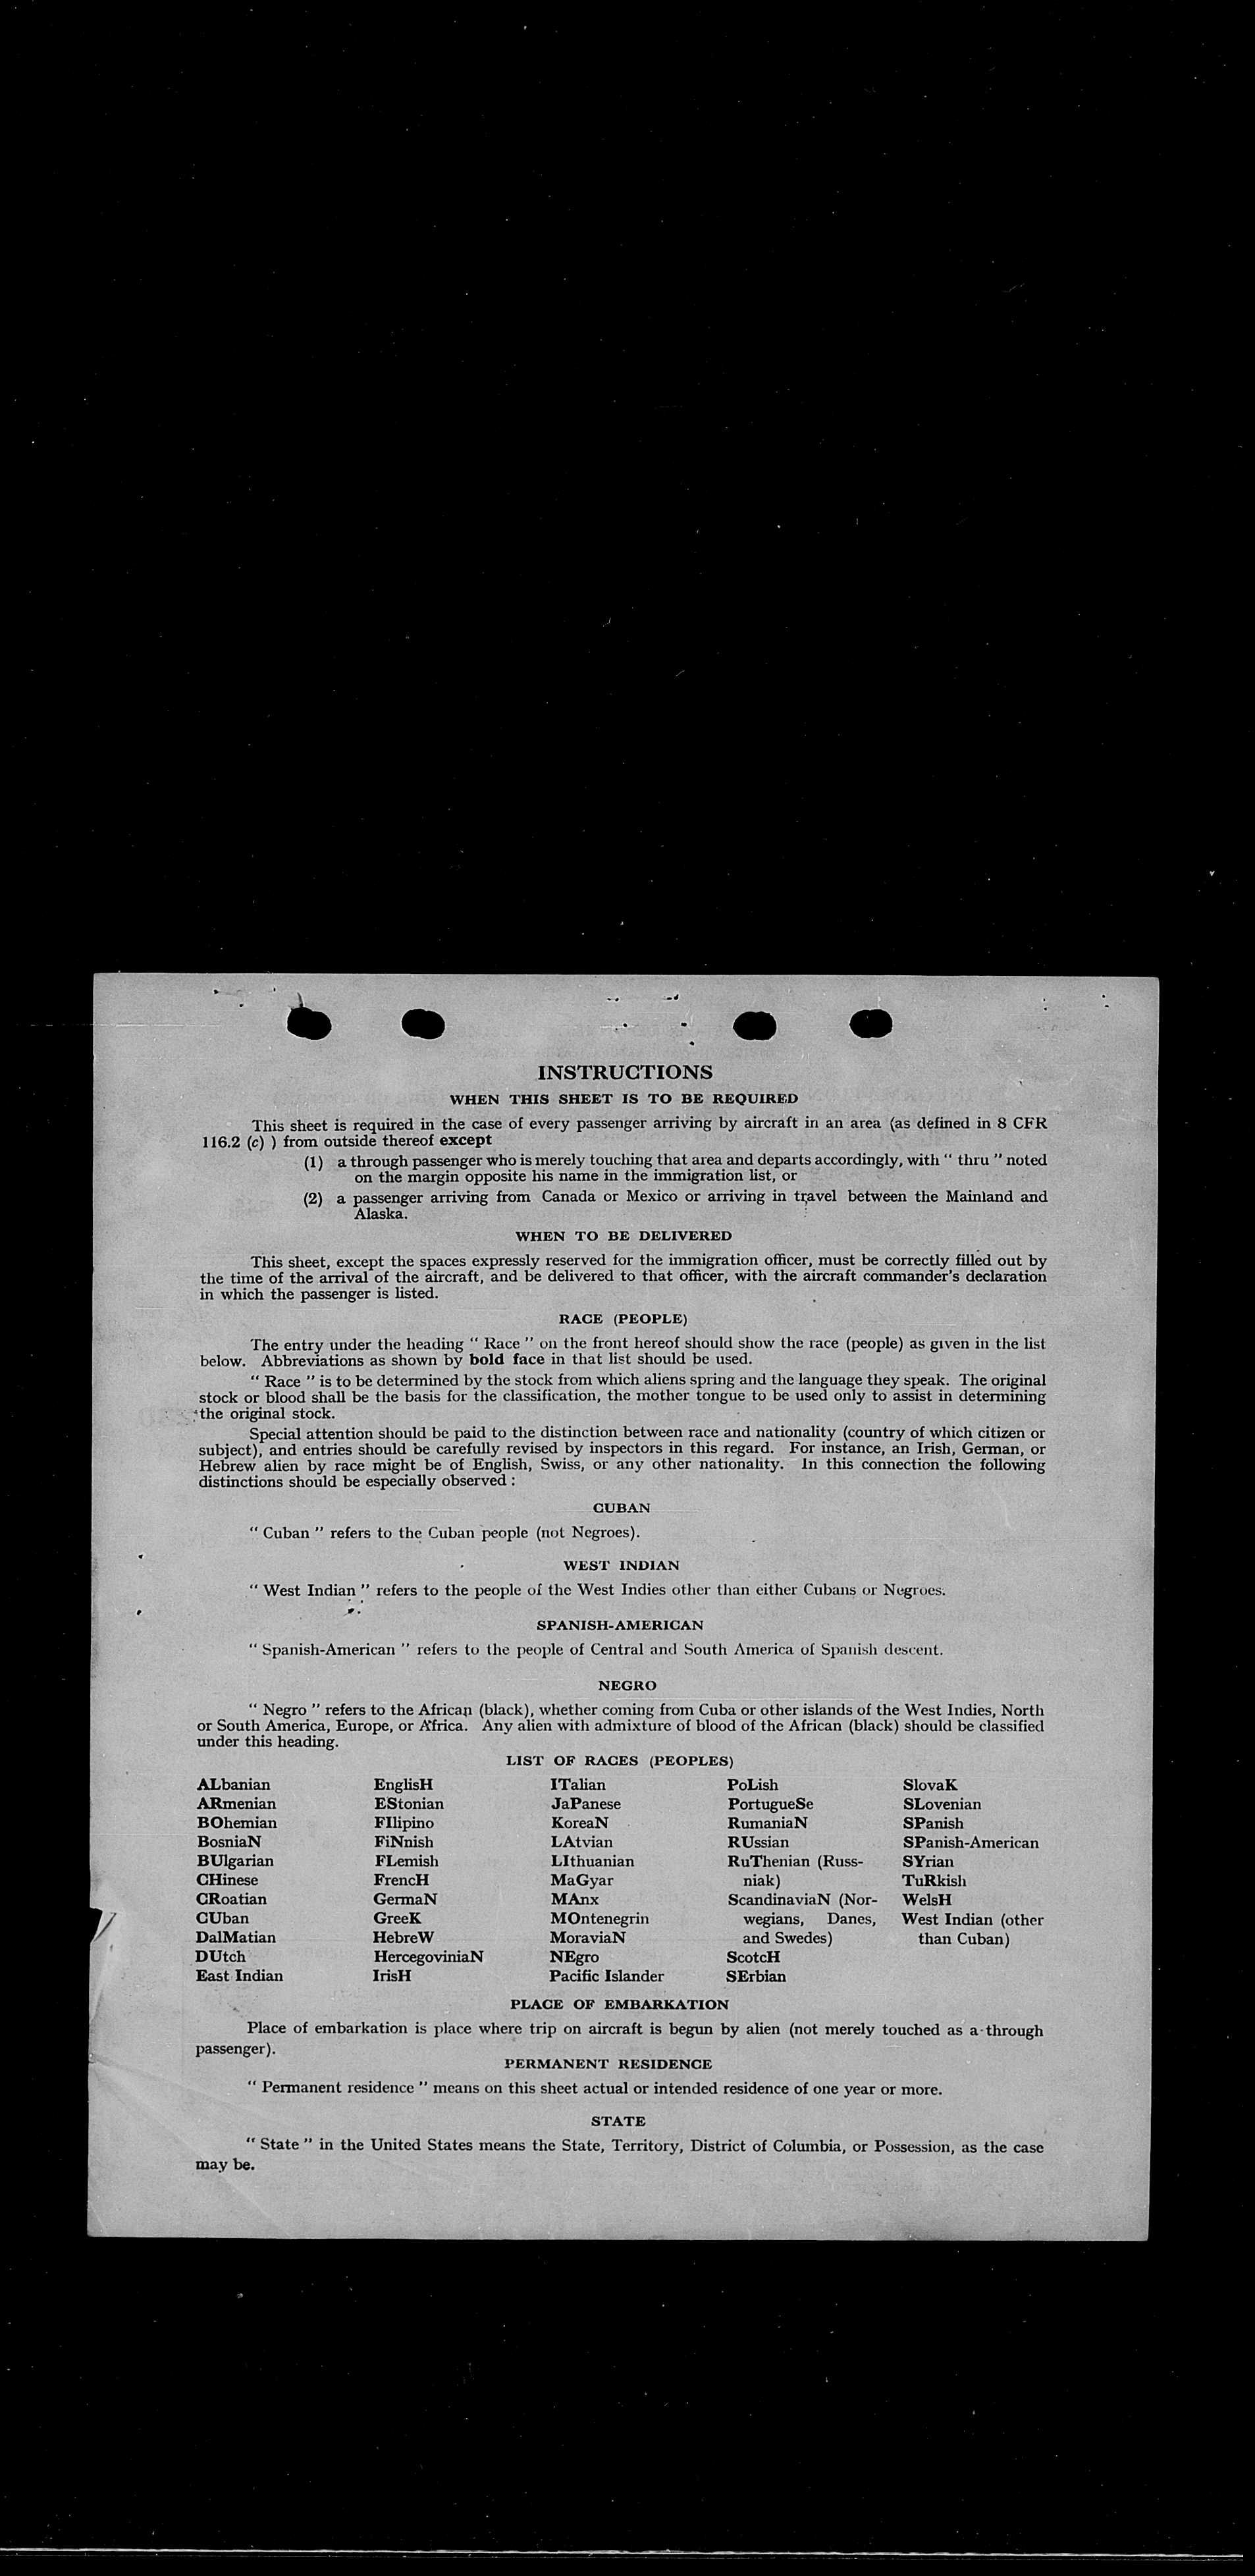 INSTRUCTIONS
WHEN THIS SHEET IS TO BE REQUIRED
This sheet is required in the case of every passenger arriving by aircraft in an area (as defined in 8 CFR
116.2 (c) ) from outside thereof except
(1) a through passenger who is merely touching that area and departs accordingly, with “ thru ” noted
on the margin opposite his name in the immigration list, or
(2) a passenger arriving from Canada or Mexico or arriving in travel between the Mainland and
Alaska.
WHEN TO BE DELIVERED
This sheet, except the spaces expressly reserved for the immigration officer, must be correctly filled out by
the time of the arrival of the aircraft, and be delivered to that officer, with the aircraft commander's declaration
in which the passenger is listed.
RACE (PEOPLE)
The entry under the heading “ Race ” on the front hereof should show the race (people) as given in the list
below. Abbreviations as shown by bold face in that list should be used.
“ Race ” is to be determined by the stock from which aliens spring and the language they speak. The original
stock or blood shall be the basis for the classification, the mother tongue to be used only to assist in determining
the original stock.
Special attention should be paid to the distinction between race and nationality (country of which citizen or
subject), and entries should be carefully revised by inspectors in this regard. For instance, an Irish, German, or
Hebrew alien by race might be of English, Swiss, or any other nationality. In this connection the following
distinctions should be especially observed :
CUBAN
“ Cuban ” refers to the Cuban people (not Negroes).
WEST INDIAN
“ West Indian ” refers to the people of the West Indies other than either Cubans or Negroes.
SPANISH-AMERICAN
“ Spanish-American ” refers to the people of Central and South America of Spanish descent.
NEGRO
“ Negro ” refers to the African (black), whether coming from Cuba or other islands of the West Indies, North
or South America, Europe, or Africa. Any alien with admixture of blood of the African (black) should be classified
under this heading.
LIST OF RACES (PEOPLES)
ALbanian
ARmenian
BOhemian
BosniaN
BUlgarian
CHinese
CRoatian
CUban
DalMatian
DUtch
East Indian
EnglisH
EStonian
FIlipino
FiNnish
FLemish
FrencH
GermaN
GreeK
HebreW
HercegoviniaN
IrisH
ITalian
JaPanese
KoreaN
LAtvian
LIthuanian
MaGyar
MAnx
MOntenegrin
MoraviaN
NEgro
Pacific Islander
PoLish
PortugueSe
RumaniaN
RUssian
RuThenian (Russ-
niak)
ScandinaviaN (Nor-
wegians, Danes,
and Swedes)
ScotcH
SErbian
SlovaK
SLovenian
SPanish
SPanish-American
SYrian
TuRkish
WelsH
West Indian (other
than Cuban)
PLACE OF EMBARKATION
Place of embarkation is place where trip on aircraft is begun by alien (not merely touched as a through
passenger).
PERMANENT RESIDENCE
“ Permanent residence ” means on this sheet actual or intended residence of one year or more.
STATE
“ State ” in the United States means the State, Territory, District of Columbia, or Possession, as the case
may be.